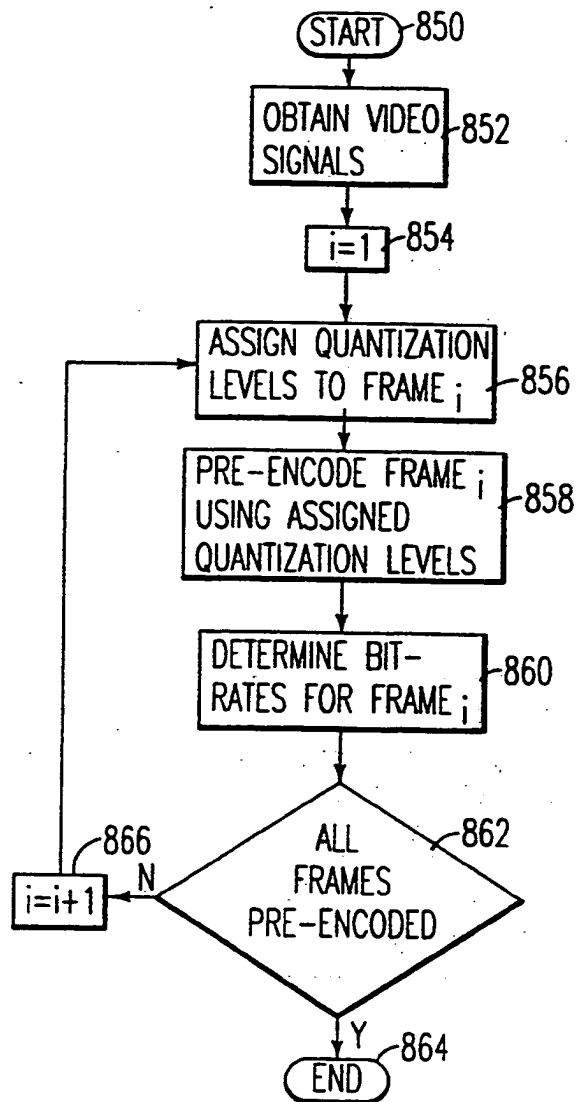 START 850
OBTAIN VIDEO
SIGNALS
852
i=1
854
ASSIGN QUANTIZATION
LEVELS TO FRAME i
856
PRE-ENCODE FRAME i
USING ASSIGNED
QUANTIZATION LEVELS
858
DETERMINE BIT-
RATES FOR FRAME i
860
ALL
FRAMES
PRE-ENCODED
862
866
N
i=i+1
Y
END 864